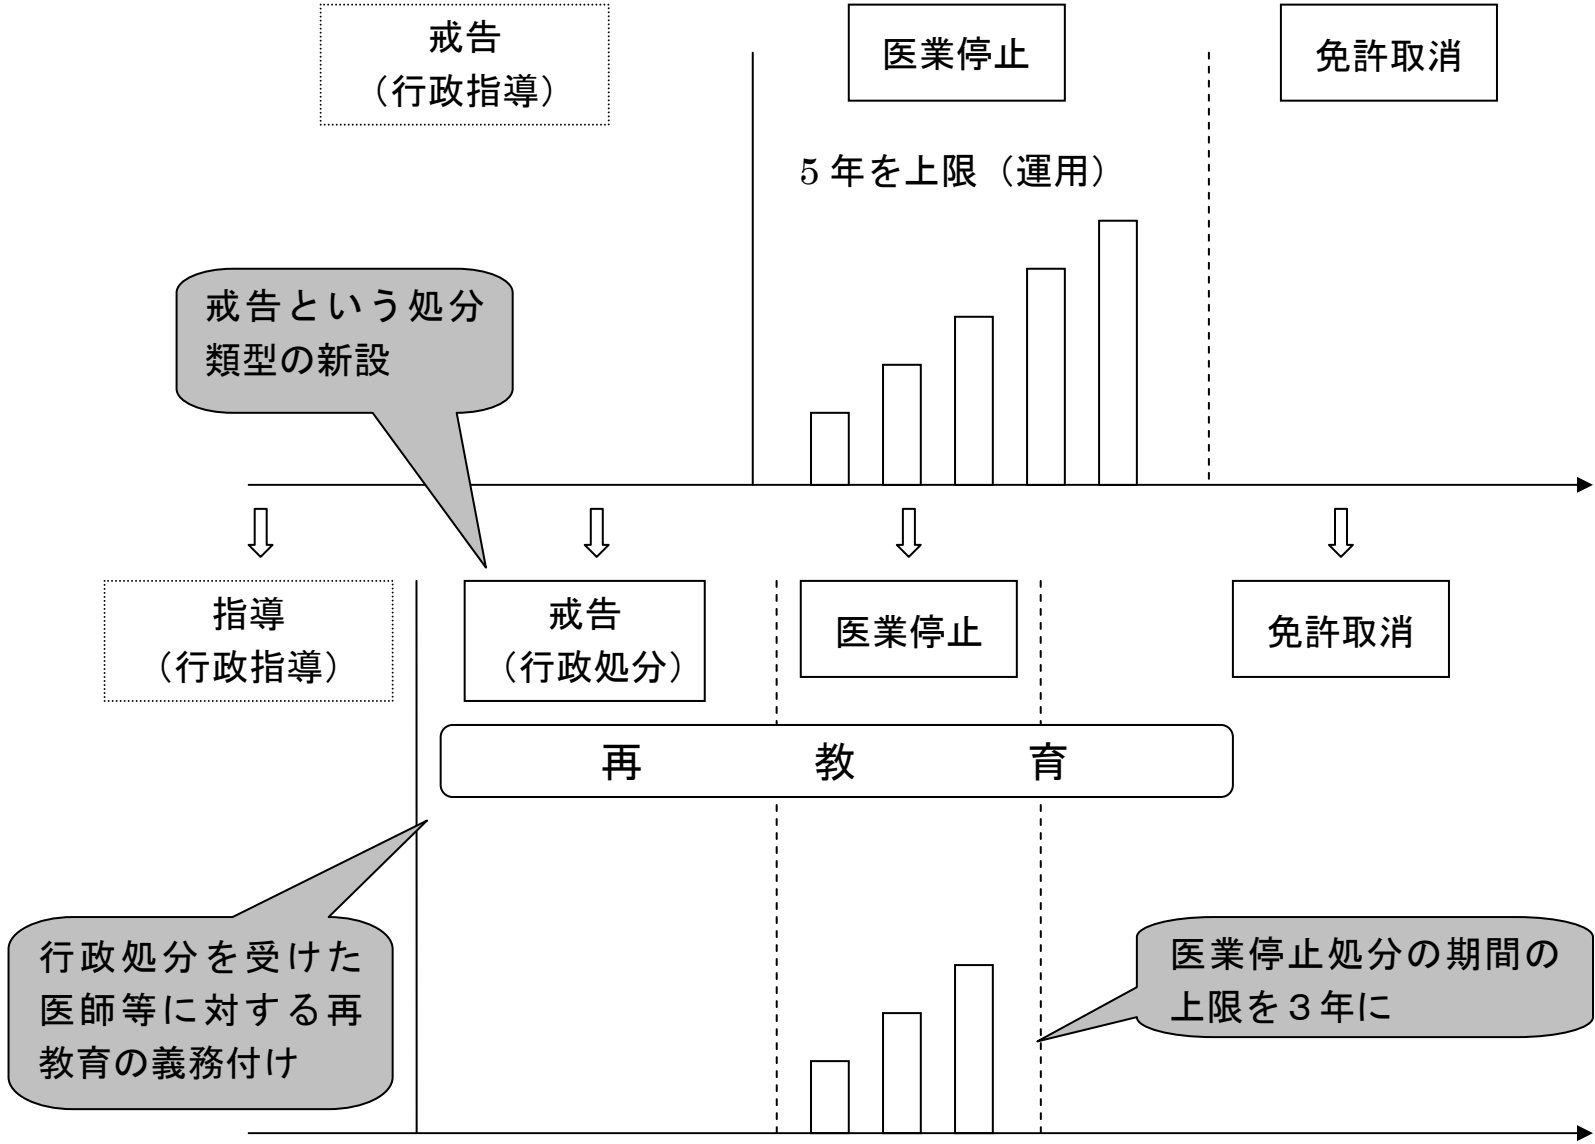 戒告
（行政指導）
医業停止
免許取消
5 年を上限（運用）
戒告という処分
類型の新設
指導
（行政指導）
戒告
（行政処分）
医業停止
免許取消
再 教 育
行政処分を受けた
医師等に対する再
教育の義務付け
医業停止処分の期間の
上限を３年に